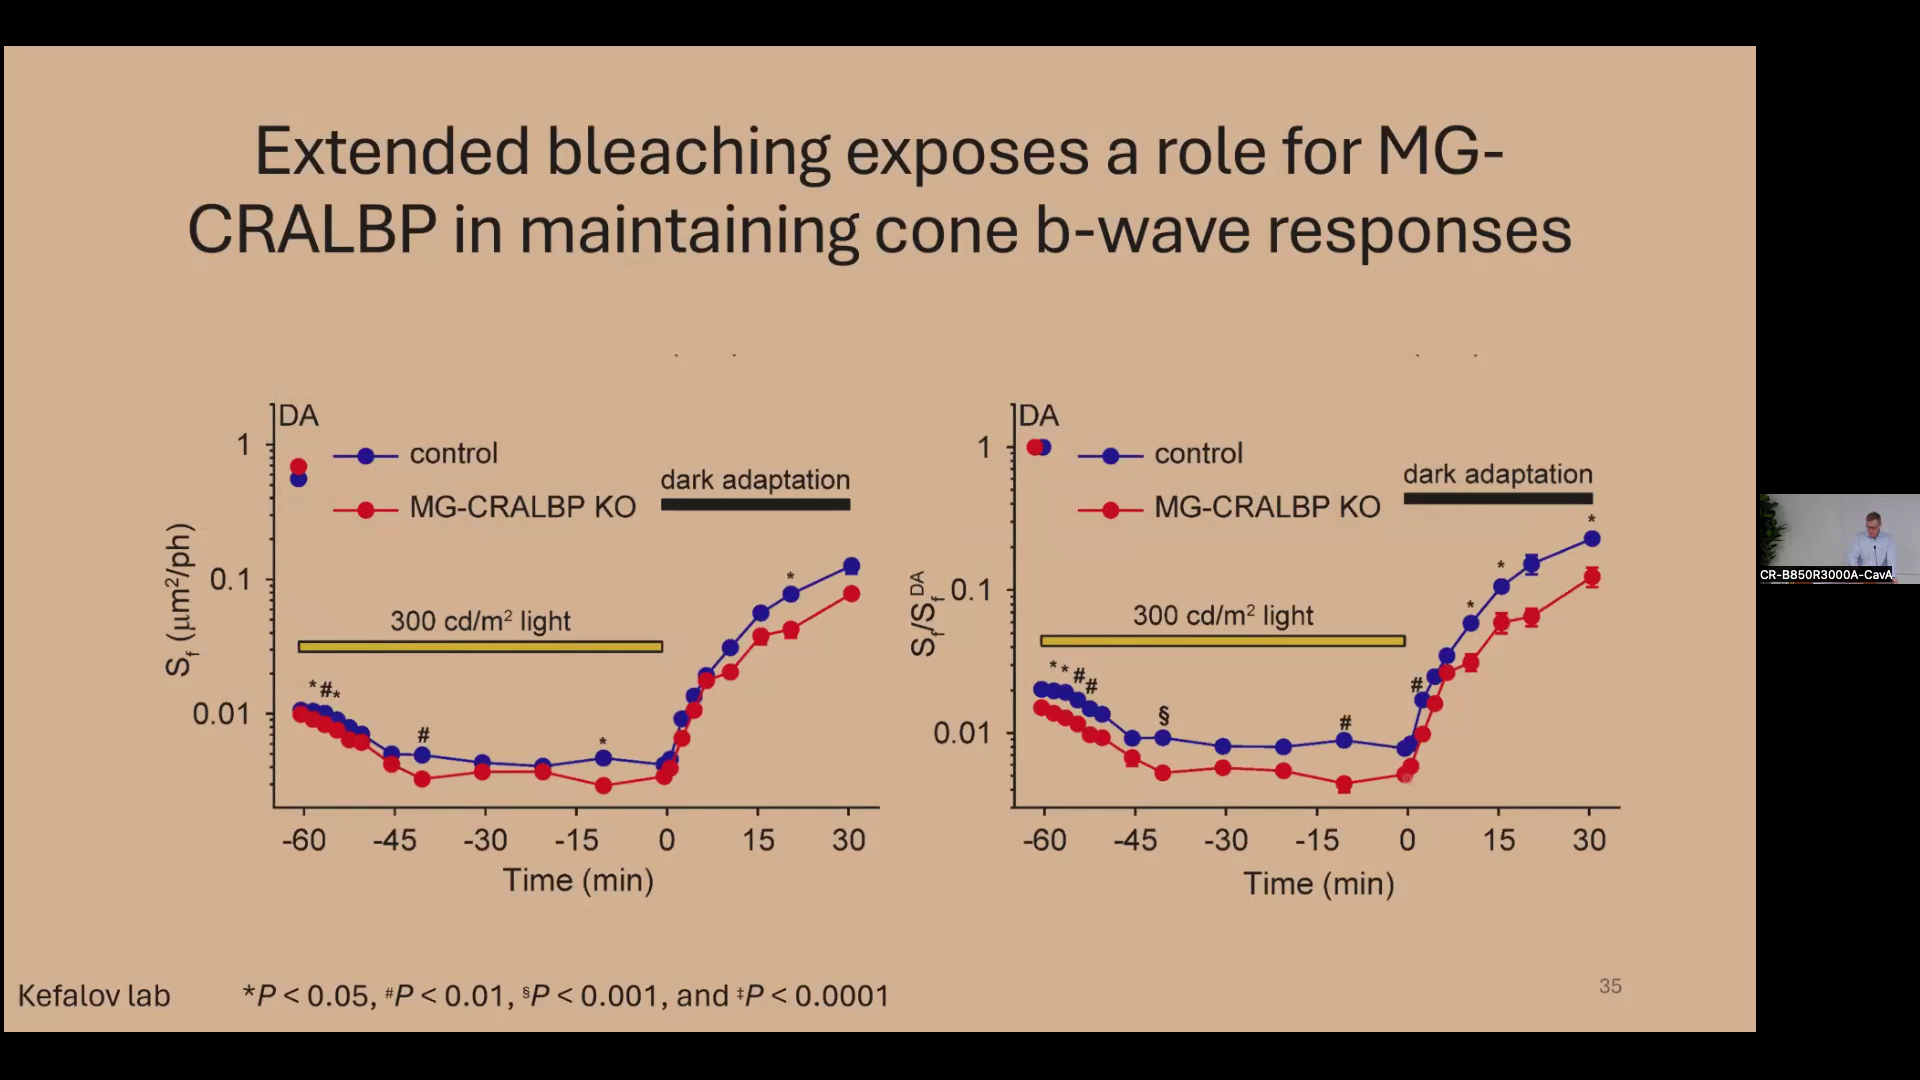 Extended bleaching exposes a role for MG-
CRALBP in maintaining cone b-wave responses
DA
1
control
MG-CRALBP KO
dark adaptation
0.1
300 cd/m² light
0.01
*#*
#
*
*
Sf (μm²/ph)
-60 -45 -30 -15 0 15 30
Time (min)
DA
1
control
MG-CRALBP KO
dark adaptation
0.1
300 cd/m² light
0.01
**##
§
#
#
*
*
*
Sf/SfDA
-60 -45 -30 -15 0 15 30
Time (min)
Kefalov lab
*P < 0.05, #P < 0.01, §P < 0.001, and ‡P < 0.0001
35
CR-B850R3000A-CavA